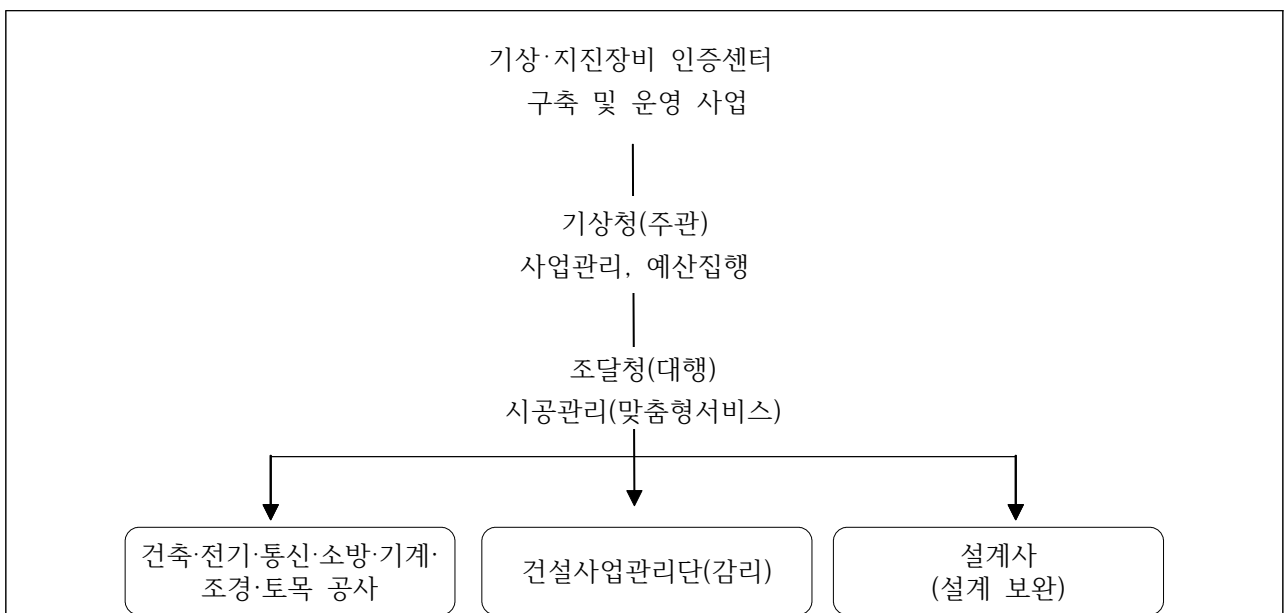 기상·지진장비 인증센터
구축 및 운영 사업
기상청(주관)
사업관리, 예산집행
조달청(대행)
시공관리(맞춤형서비스)
건축·전기·통신·소방·기계·
조경·토목 공사
건설사업관리단(감리)
설계사
(설계 보완)